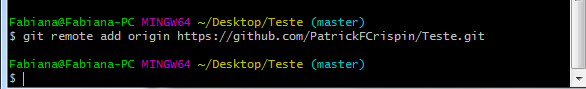 Fabiana@Fabiana-PC MINGW64 ~/Desktop/Teste (master)
$ git remote add origin https://github.com/PatrickFCrispin/Teste.git
Fabiana@Fabiana-PC MINGW64 ~/Desktop/Teste (master)
$